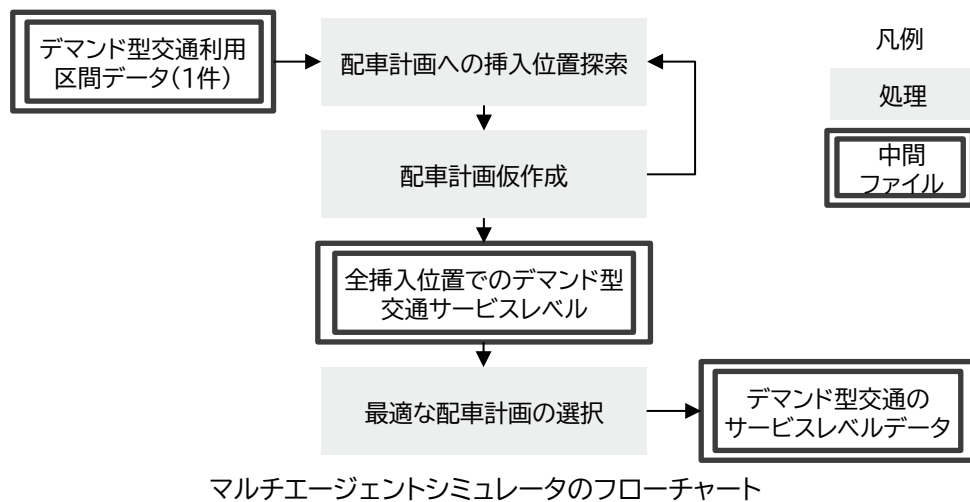 デマンド型交通利用
区間データ(1件)
配車計画への挿入位置探索
凡例
処理
中間
ファイル
配車計画仮作成
全挿入位置でのデマンド型
交通サービスレベル
最適な配車計画の選択
デマンド型交通の
サービスレベルデータ
マルチエージェントシミュレータのフローチャート